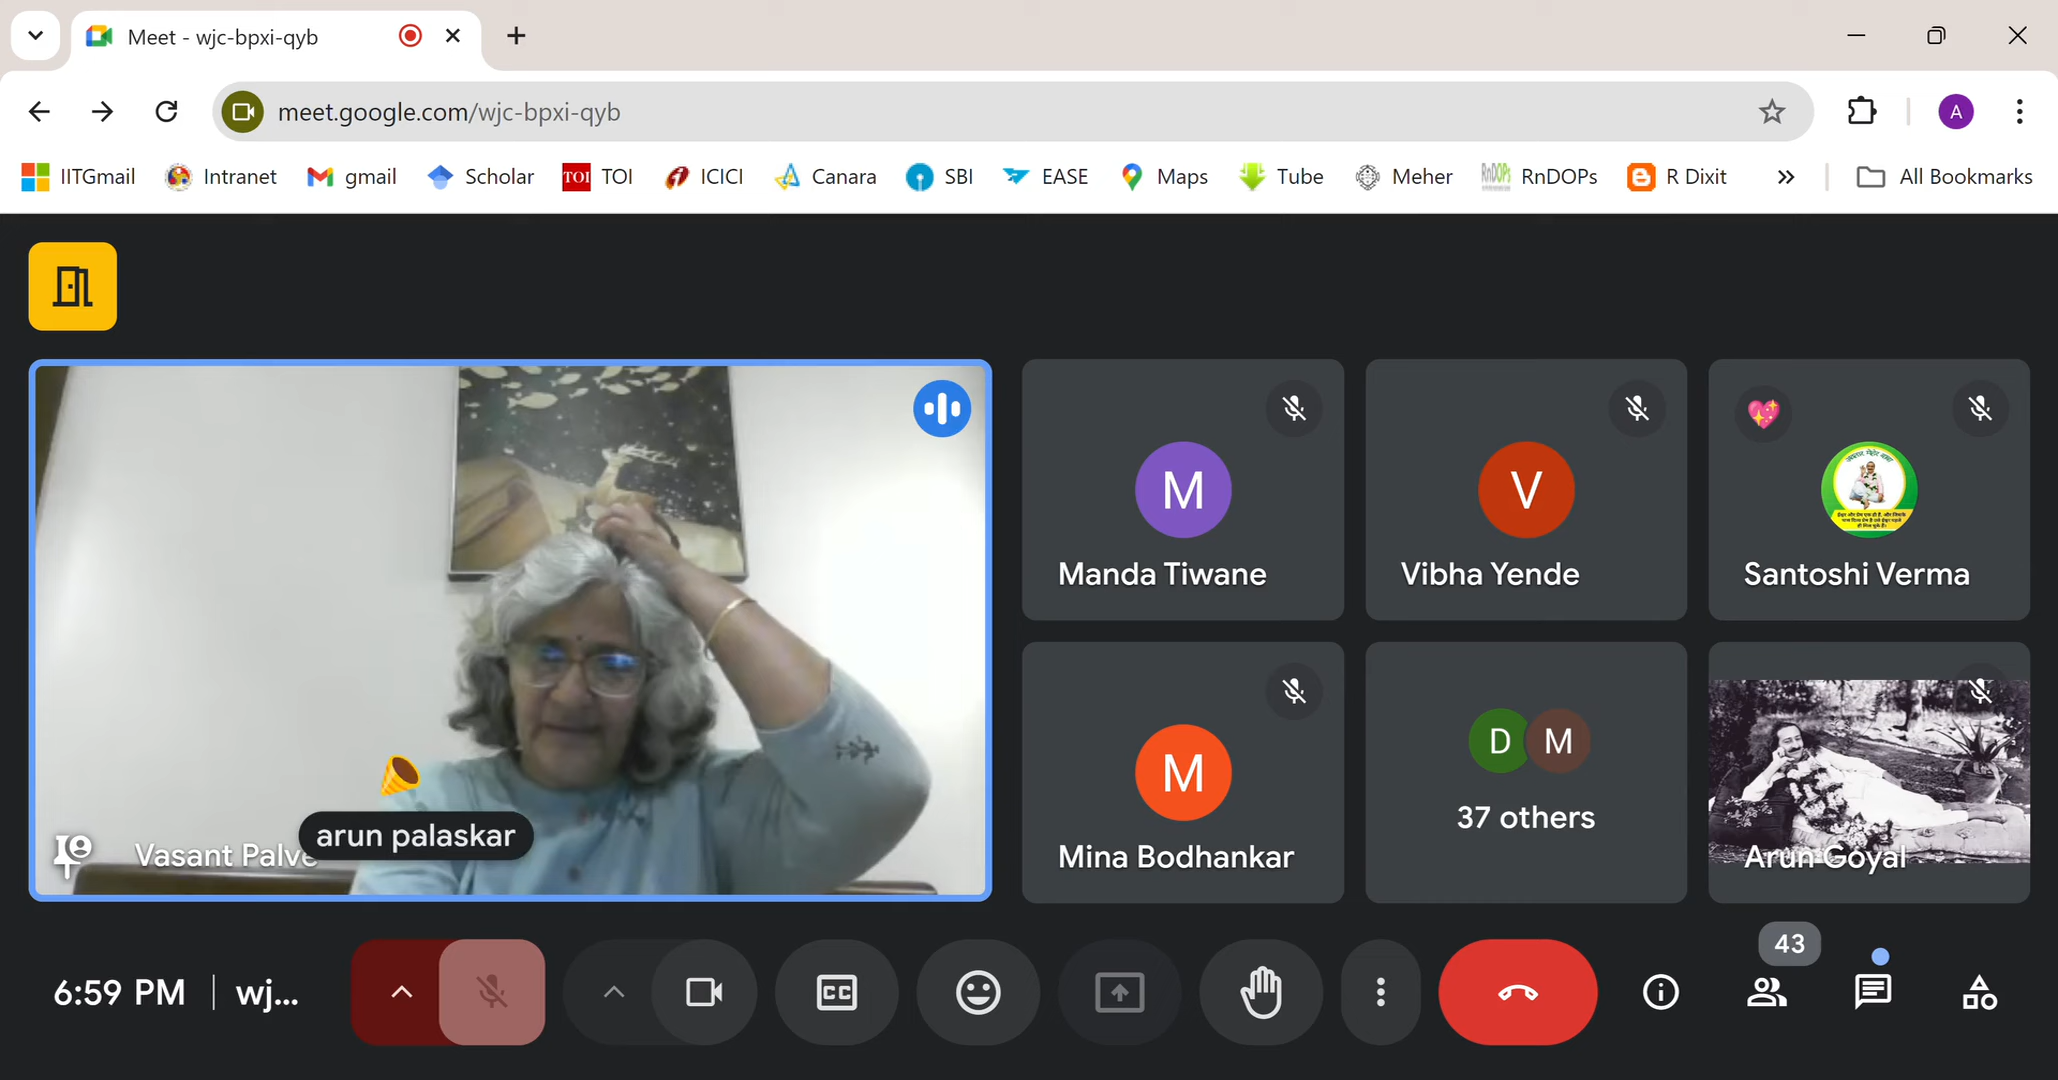 Meet - wjc-bpxi-qyb
meet.google.com/wjc-bpxi-qyb
A
IITGmail Intranet gmail Scholar TOI TOI ICICI Canara SBI EASE Maps Tube Meher RnDOPs RnDOPs R Dixit » All Bookmarks
M
Manda Tiwane
V
Vibha Yende
Santoshi Verma
Vasant Palve
arun palaskar
M
Mina Bodhankar
D M
37 others
Arun Goyal
6:59 PM | wj...
CC
43